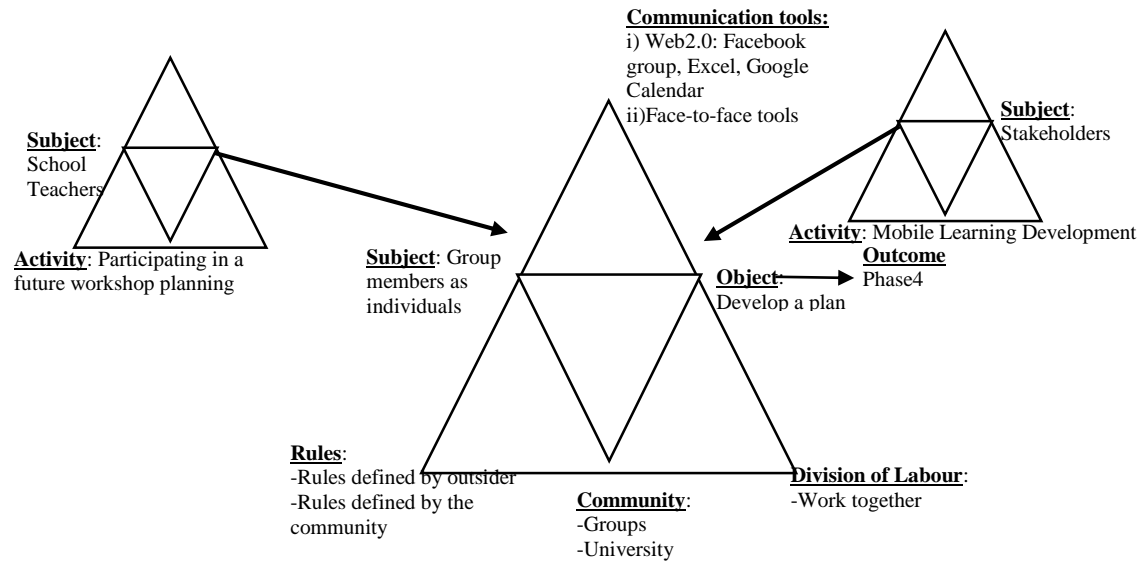 Communication tools:
i) Web2.0: Facebook
group, Excel, Google
Calendar
ii)Face-to-face tools
Subject:
School
Teachers
Subject:
Stakeholders
Activity: Participating in a
future workshop planning
Activity: Mobile Learning Development
Subject: Group
members as
individuals
Object:
Develop a plan
Outcome
Phase4
Rules:
-Rules defined by outsider
-Rules defined by the
community
Community:
-Groups
-University
Division of Labour:
-Work together